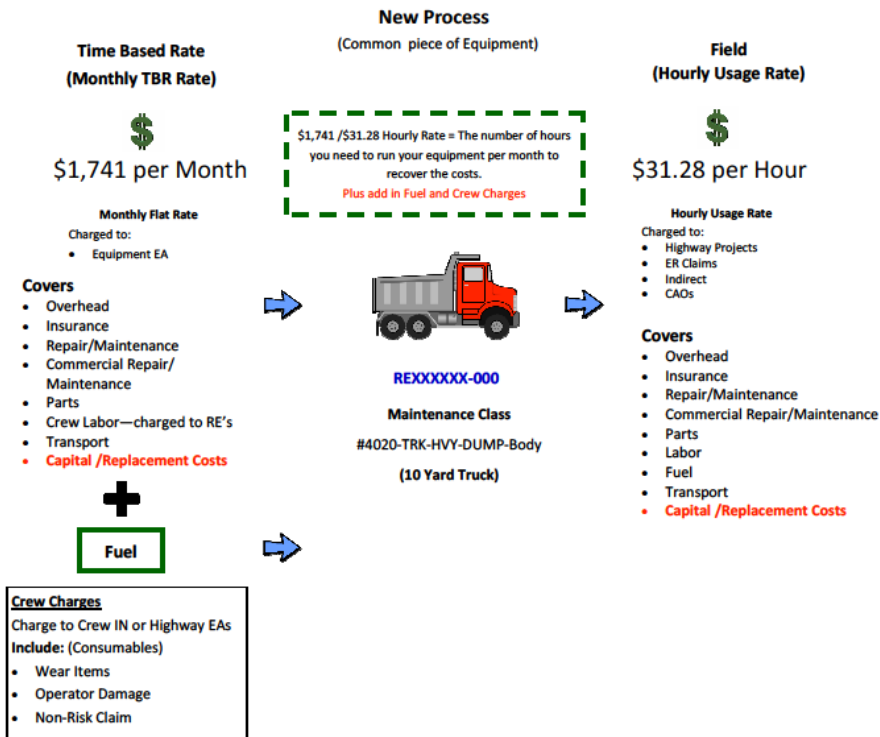 New Process
(Common piece of Equipment)
Time Based Rate
(Monthly TBR Rate)
$
$1,741 per Month
Monthly Flat Rate
Charged to:
• Equipment EA
Covers
• Overhead
• Insurance
• Repair/Maintenance
• Commercial Repair/
Maintenance
• Parts
• Crew Labor—charged to RE's
• Transport
• Capital /Replacement Costs
Fuel
Crew Charges
Charge to Crew IN or Highway EAs
Include: (Consumables)
• Wear Items
• Operator Damage
• Non-Risk Claim
$1,741 /$31.28 Hourly Rate = The number of hours
you need to run your equipment per month to
recover the costs.
Plus add in Fuel and Crew Charges
REXXXXXX-000
Maintenance Class
#4020-TRK-HVY-DUMP-Body
(10 Yard Truck)
Field
(Hourly Usage Rate)
$
$31.28 per Hour
Hourly Usage Rate
Charged to:
• Highway Projects
• ER Claims
• Indirect
• CAOs
Covers
• Overhead
• Insurance
• Repair/Maintenance
• Commercial Repair/Maintenance
• Parts
• Labor
• Fuel
• Transport
• Capital /Replacement Costs